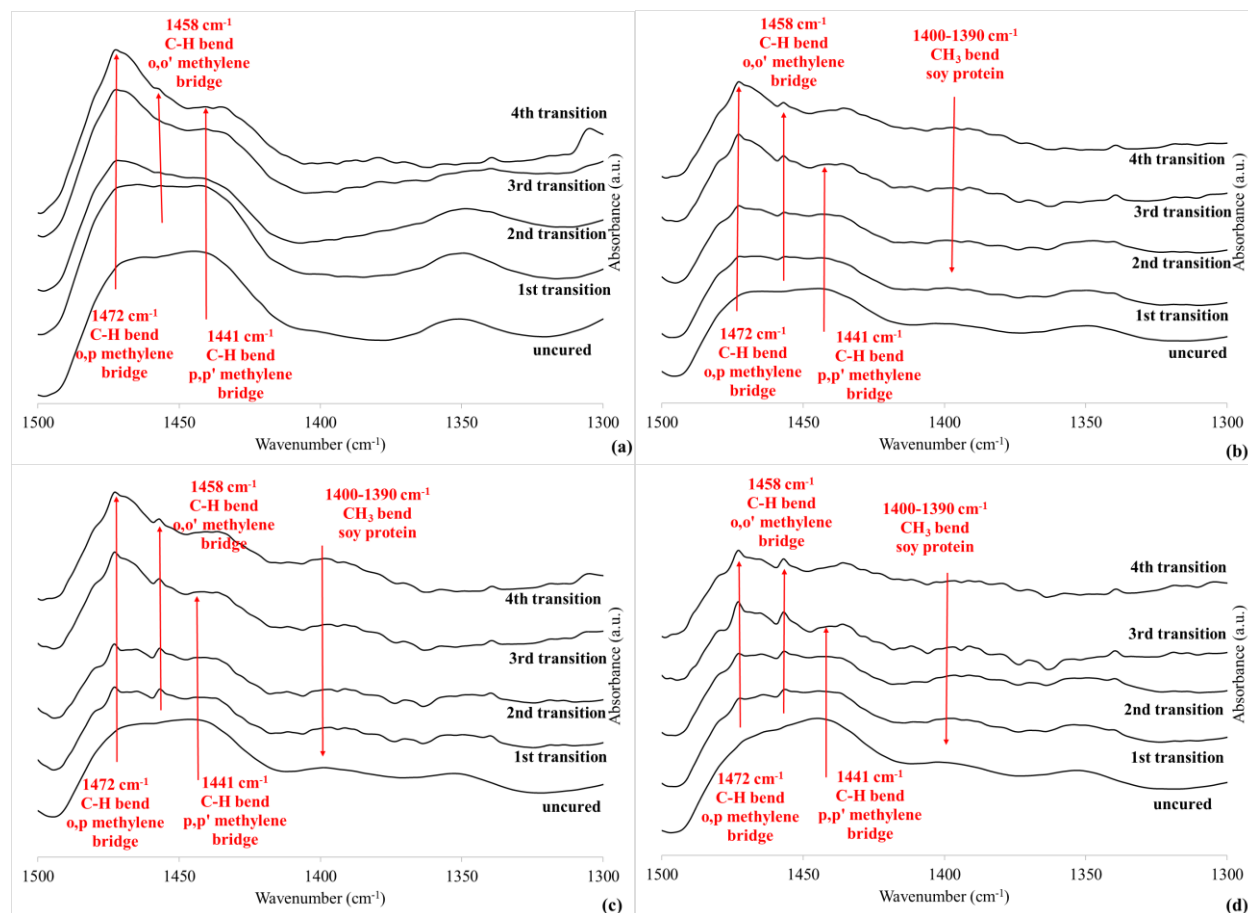 1458 cm-1
C-H bend
o,o' methylene
bridge
4th transition
3rd transition
2nd transition
1st transition
uncured
1472 cm-1
C-H bend
o,p methylene
bridge
1441 cm-1
C-H bend
p,p' methylene
bridge
Absorbance (a.u.)
1500
1450
1400
1350
1300
Wavenumber (cm-1)
(a)
1458 cm-1
C-H bend
o,o' methylene
bridge
1400-1390 cm-1
CH3 bend
soy protein
4th transition
3rd transition
2nd transition
1st transition
uncured
1472 cm-1
C-H bend
o,p methylene
bridge
1441 cm-1
C-H bend
p,p' methylene
bridge
1500
1450
1400
1350
1300
Wavenumber (cm-1)
(b)
1458 cm-1
C-H bend
o,o' methylene
bridge
1400-1390 cm-1
CH3 bend
soy protein
4th transition
3rd transition
2nd transition
1st transition
uncured
1472 cm-1
C-H bend
o,p methylene
bridge
1441 cm-1
C-H bend
p,p' methylene
bridge
Absorbance (a.u.)
1500
1450
1400
1350
1300
Wavenumber (cm-1)
(c)
1458 cm-1
C-H bend
o,o' methylene
bridge
1400-1390 cm-1
CH3 bend
soy protein
4th transition
3rd transition
2nd transition
1st transition
uncured
1472 cm-1
C-H bend
o,p methylene
bridge
1441 cm-1
C-H bend
p,p' methylene
bridge
1500
1450
1400
1350
1300
Wavenumber (cm-1)
(d)